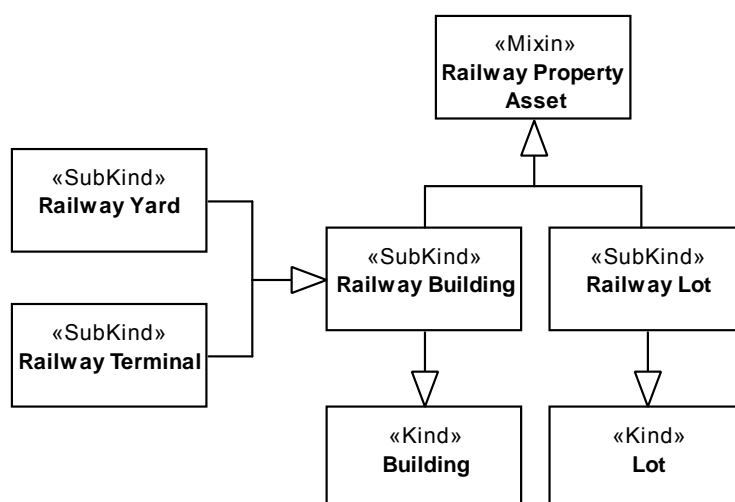 «Mixin»
Railway Property
Asset
«SubKind»
Railway Yard
«SubKind»
Railway Building
«SubKind»
Railway Lot
«SubKind»
Railway Terminal
«Kind»
Building
«Kind»
Lot